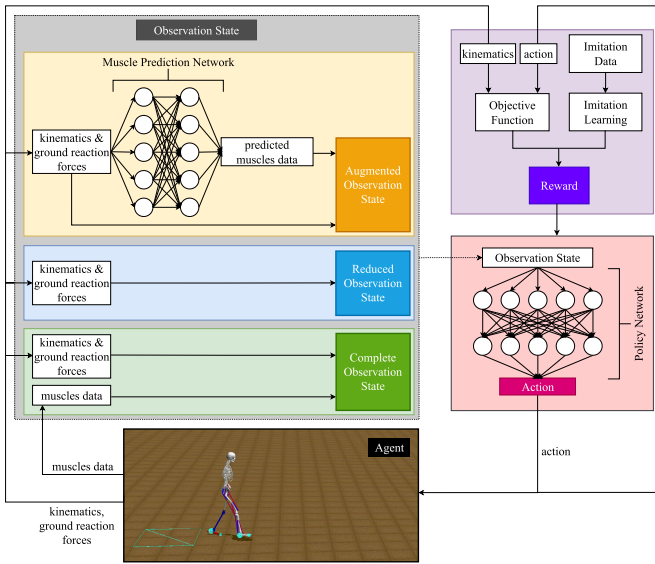 Observation State
Muscle Prediction Network
kinematics &
ground reaction
forces
predicted
muscles data
Augmented
Observation
State
kinematics &
ground reaction
forces
Reduced
Observation
State
kinematics &
ground reaction
forces
muscles data
Complete
Observation
State
muscles data
kinematics,
ground reaction
forces
Agent
kinematics
action
Imitation
Data
Objective
Function
Imitation
Learning
Reward
Observation State
Policy Network
Action
action